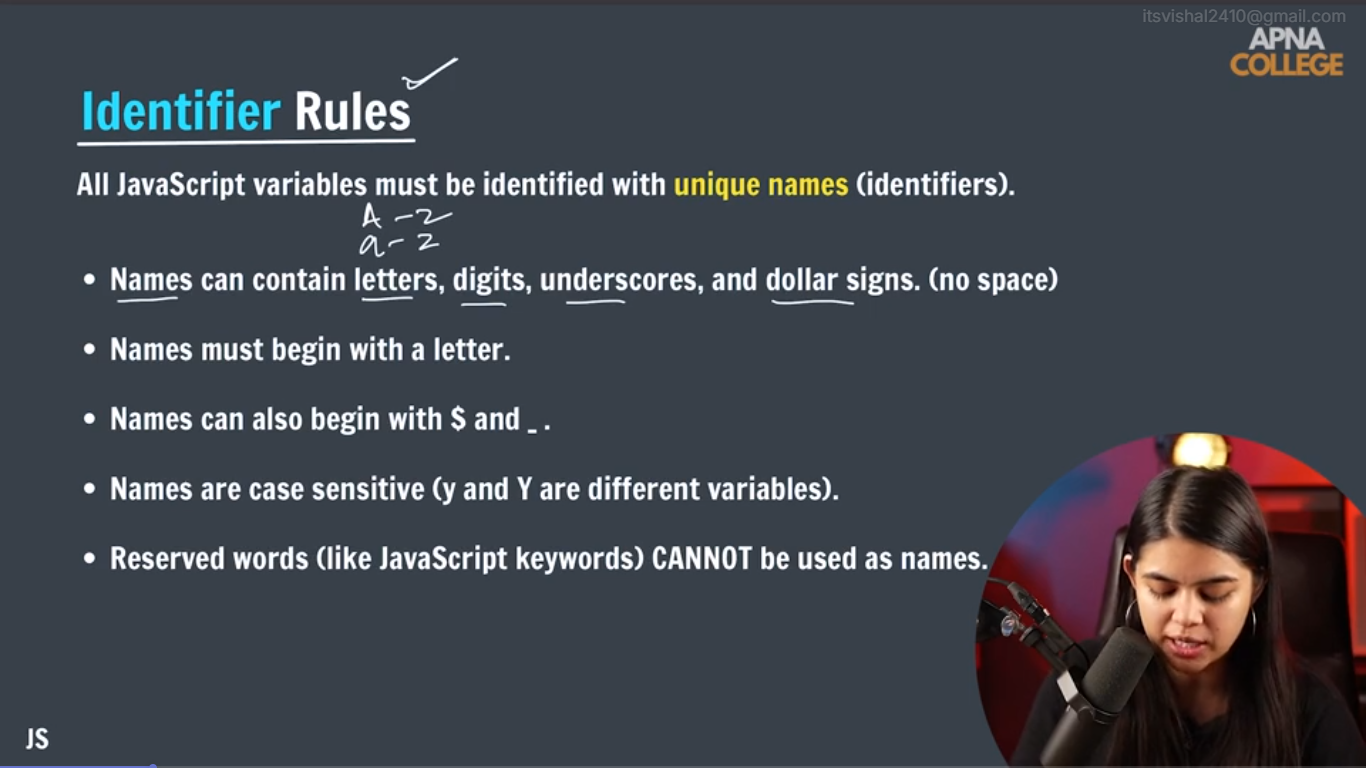 itsvishal2410@gmail.com
APNA
COLLEGE
Identifier Rules
All JavaScript variables must be identified with unique names (identifiers).
A - z
a - z
• Names can contain letters, digits, underscores, and dollar signs. (no space)
• Names must begin with a letter.
• Names can also begin with $ and _ .
• Names are case sensitive (y and Y are different variables).
• Reserved words (like JavaScript keywords) CANNOT be used as names.
JS